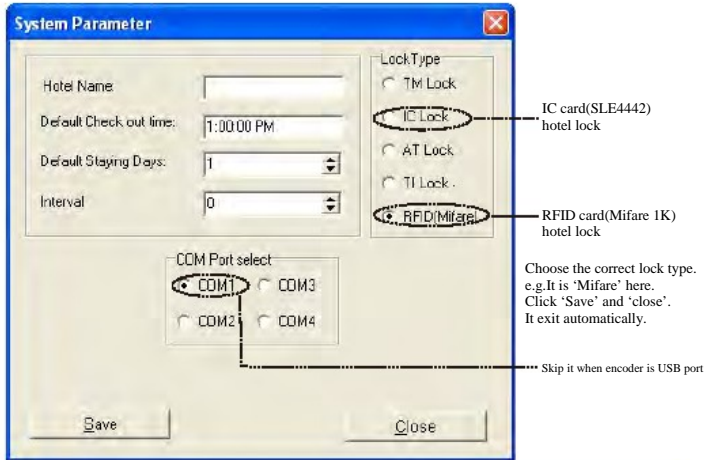 System Parameter
Hotel Name:
Default Check out time:
1:00:00 PM
Default Staying Days:
1
Interval
0
LockType
TM Lock
IC Lock
AT Lock
TI Lock .
RFID(Mifare)
COM Port select
COM1
COM3
COM2
COM4
Save
Close
IC card(SLE4442)
hotel lock
RFID card(Mifare 1K)
hotel lock
Choose the correct lock type.
e.g.It is ‘Mifare’ here.
Click ‘Save’ and ‘close’.
It exit automatically.
Skip it when encoder is USB port